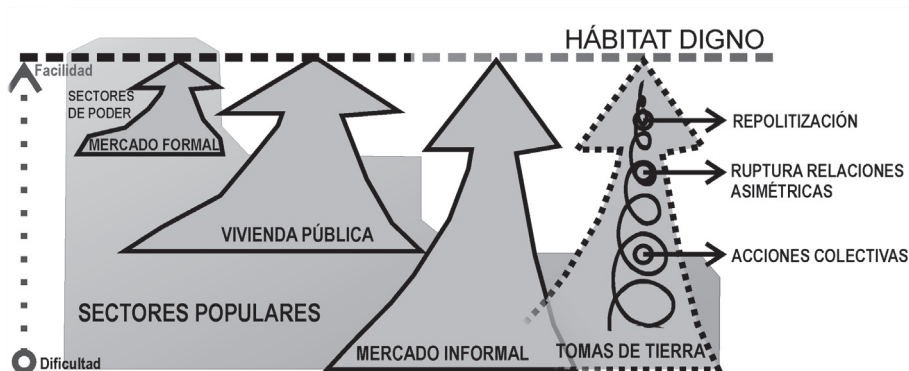 HÁBITAT DIGNO
Facilidad
SECTORES
DE PODER
MERCADO FORMAL
REPOLITIZACIÓN
RUPTURA RELACIONES
ASIMÉTRICAS
VIVIENDA PÚBLICA
ACCIONES COLECTIVAS
SECTORES POPULARES
MERCADO INFORMAL
TOMAS DE TIERRA
Dificultad